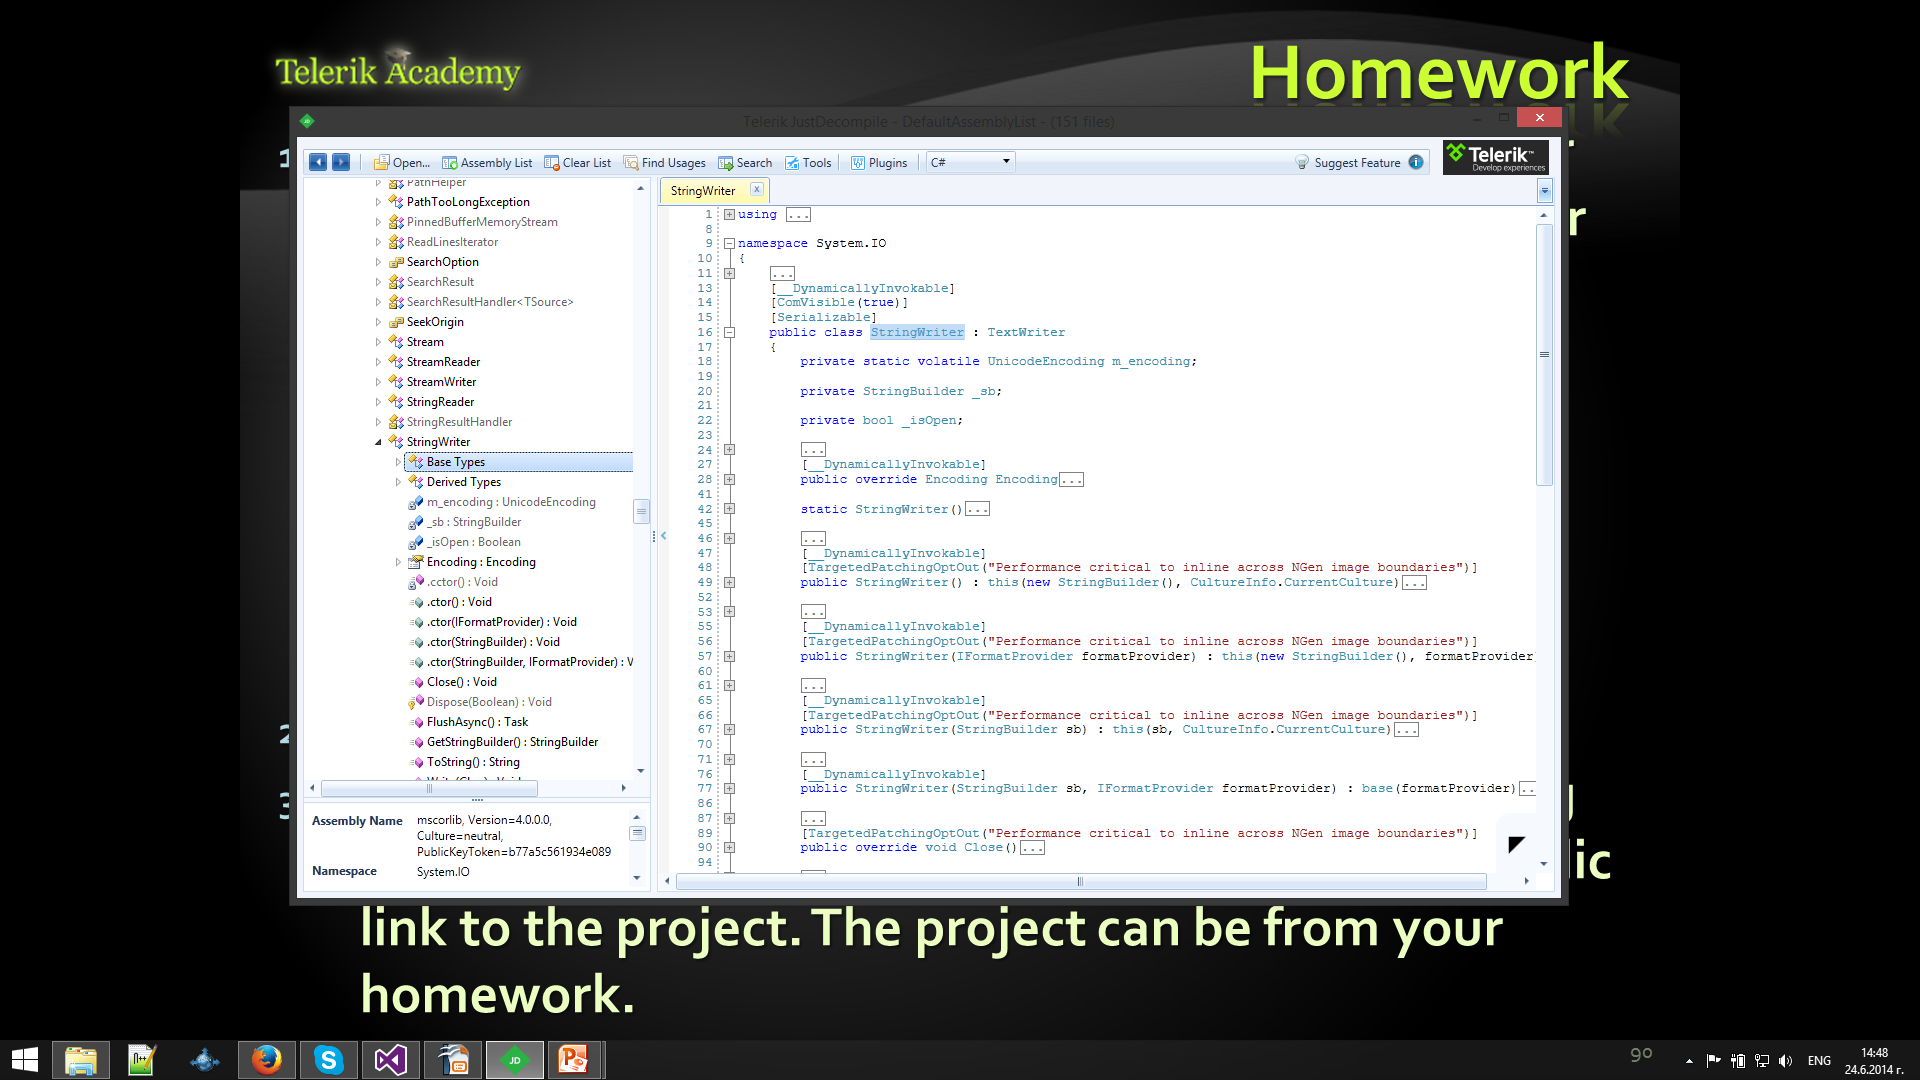 Telerik Academy
Homework
Telerik JustDecompile - DefaultAssemblyList - (151 files)
Open... Assembly List Clear List Find Usages Search Tools Plugins C# Suggest Feature
Telerik™
Develop experiences
PathHelper
PathTooLongException
PinnedBufferMemoryStream
ReadLinesIterator
SearchOption
SearchResult
SearchResultHandler<TSource>
SeekOrigin
Stream
StreamReader
StreamWriter
StringReader
StringResultHandler
StringWriter
Base Types
Derived Types
m_encoding : UnicodeEncoding
_sb : StringBuilder
_isOpen : Boolean
Encoding : Encoding
.cctor() : Void
.ctor() : Void
.ctor(IFormatProvider) : Void
.ctor(StringBuilder) : Void
.ctor(StringBuilder, IFormatProvider) : V
Close() : Void
Dispose(Boolean) : Void
FlushAsync() : Task
GetStringBuilder() : StringBuilder
ToString() : String
Assembly Name mscorlib, Version=4.0.0.0,
Culture=neutral,
PublicKeyToken=b77a5c561934e089
Namespace System.IO
StringWriter x
1 using ...
8
9 namespace System.IO
10 {
11 ...
13 [__DynamicallyInvokable]
14 [ComVisible(true)]
15 [Serializable]
16 public class StringWriter : TextWriter
17 {
18 private static volatile UnicodeEncoding m_encoding;
19
20 private StringBuilder _sb;
21
22 private bool _isOpen;
23
24 ...
27 [__DynamicallyInvokable]
28 public override Encoding Encoding...
41
42 static StringWriter()...
45
46 ...
47 [__DynamicallyInvokable]
48 [TargetedPatchingOptOut("Performance critical to inline across NGen image boundaries")]
49 public StringWriter() : this(new StringBuilder(), CultureInfo.CurrentCulture)...
52
53 ...
55 [__DynamicallyInvokable]
56 [TargetedPatchingOptOut("Performance critical to inline across NGen image boundaries")]
57 public StringWriter(IFormatProvider formatProvider) : this(new StringBuilder(), formatProvider
60
61 ...
65 [__DynamicallyInvokable]
66 [TargetedPatchingOptOut("Performance critical to inline across NGen image boundaries")]
67 public StringWriter(StringBuilder sb) : this(sb, CultureInfo.CurrentCulture)...
70
71 ...
76 [__DynamicallyInvokable]
77 public StringWriter(StringBuilder sb, IFormatProvider formatProvider) : base(formatProvider)...
86
87 ...
89 [TargetedPatchingOptOut("Performance critical to inline across NGen image boundaries")]
90 public override void Close()...
94
link to the project. The project can be from your
homework.
90
ENG
14:48
24.6.2014 г.